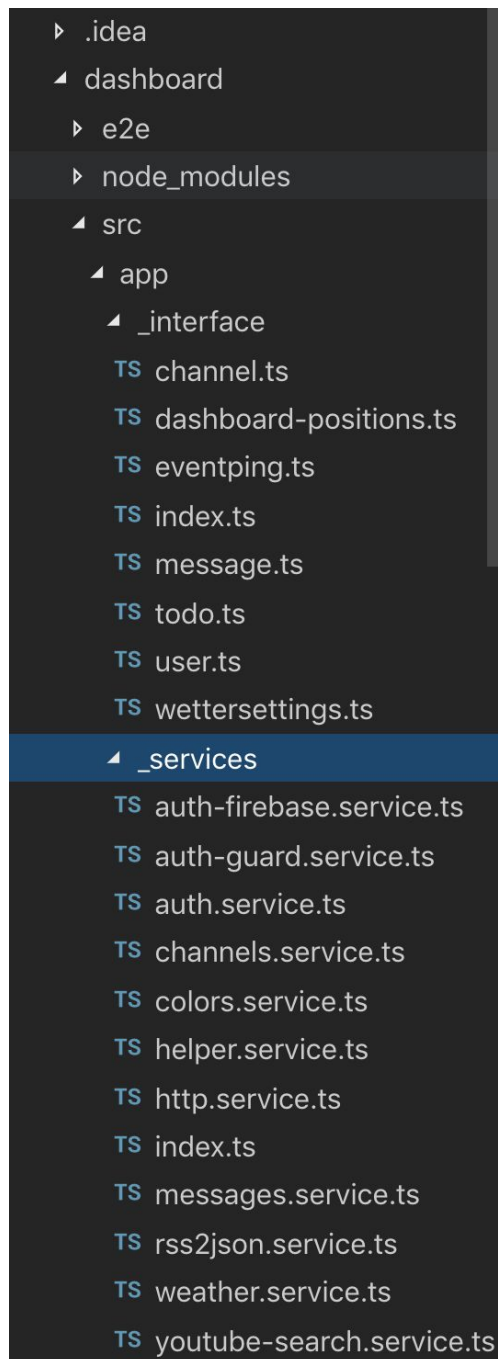 .idea
dashboard
e2e
node_modules
src
app
_interface
TS channel.ts
TS dashboard-positions.ts
TS eventping.ts
TS index.ts
TS message.ts
TS todo.ts
TS user.ts
TS wettersettings.ts
_services
TS auth-firebase.service.ts
TS auth-guard.service.ts
TS auth.service.ts
TS channels.service.ts
TS colors.service.ts
TS helper.service.ts
TS http.service.ts
TS index.ts
TS messages.service.ts
TS rss2json.service.ts
TS weather.service.ts
TS youtube-search.service.ts